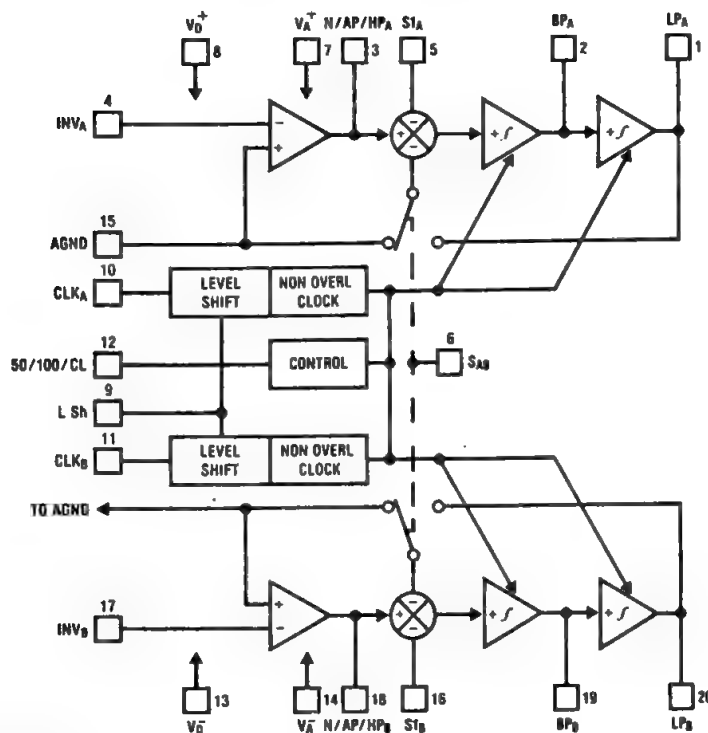 V_D^+ V_A^+ N/AP/HP_A S1_A BP_A LP_A
8 7 3 5 2 1
4
INV_A
− + + − − + ∫ + ∫
15
AGND
10
CLK_A LEVEL SHIFT NON OVERL CLOCK
12
50/100/CL CONTROL 6 S_AB
9
L Sh
11
CLK_B LEVEL SHIFT NON OVERL CLOCK
TO AGND
+ − + − − + ∫ + ∫
17
INV_B
13 14 18 16 19 20
V_D^- V_A^- N/AP/HP_B S1_B BP_B LP_B